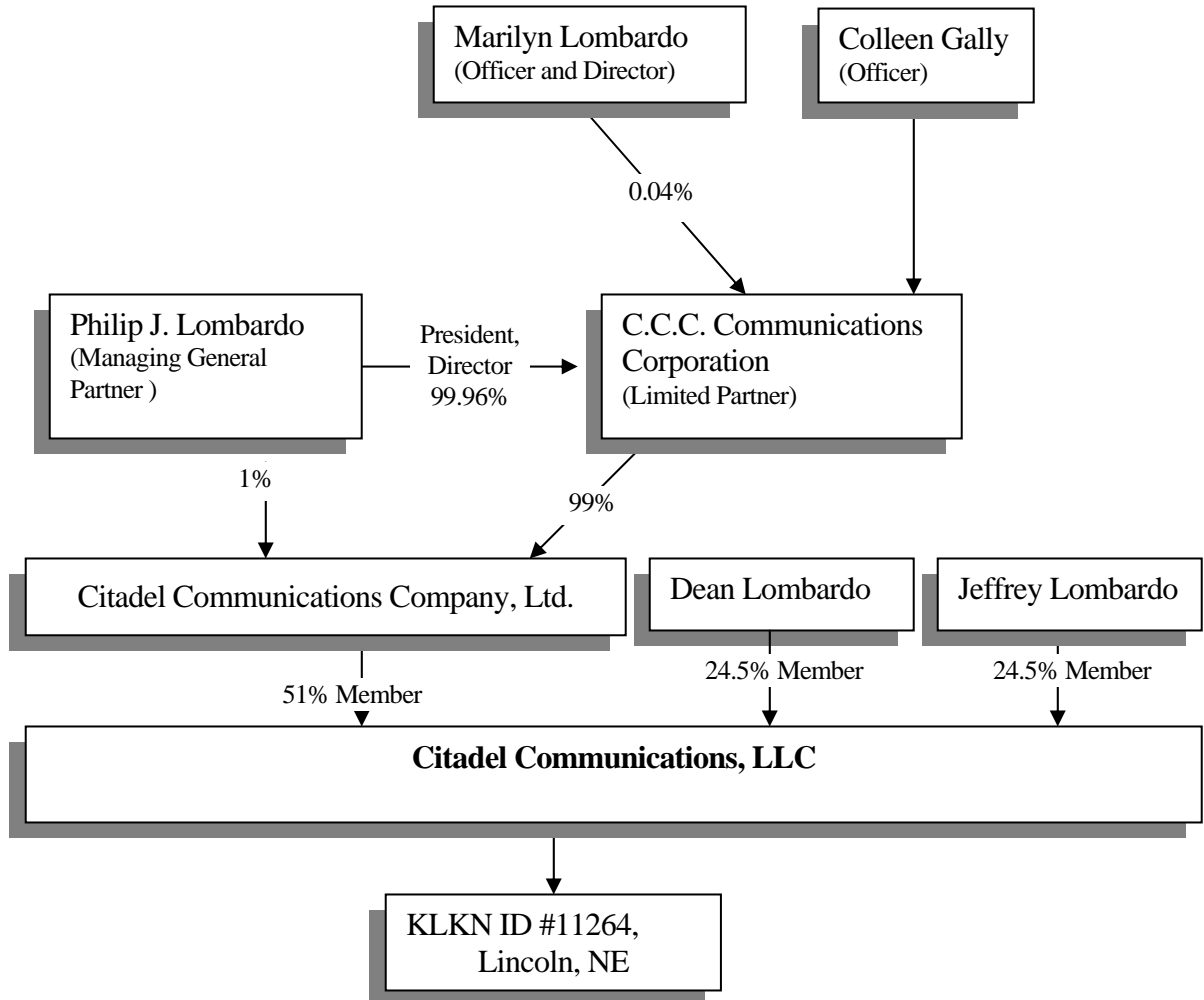 Marilyn Lombardo
(Officer and Director)
Colleen Gally
(Officer)
0.04%
Philip J. Lombardo
(Managing General
Partner )
President,
Director
99.96%
C.C.C. Communications
Corporation
(Limited Partner)
1%
99%
Citadel Communications Company, Ltd.
Dean Lombardo
Jeffrey Lombardo
51% Member
24.5% Member
24.5% Member
Citadel Communications, LLC
KLKN ID #11264,
Lincoln, NE